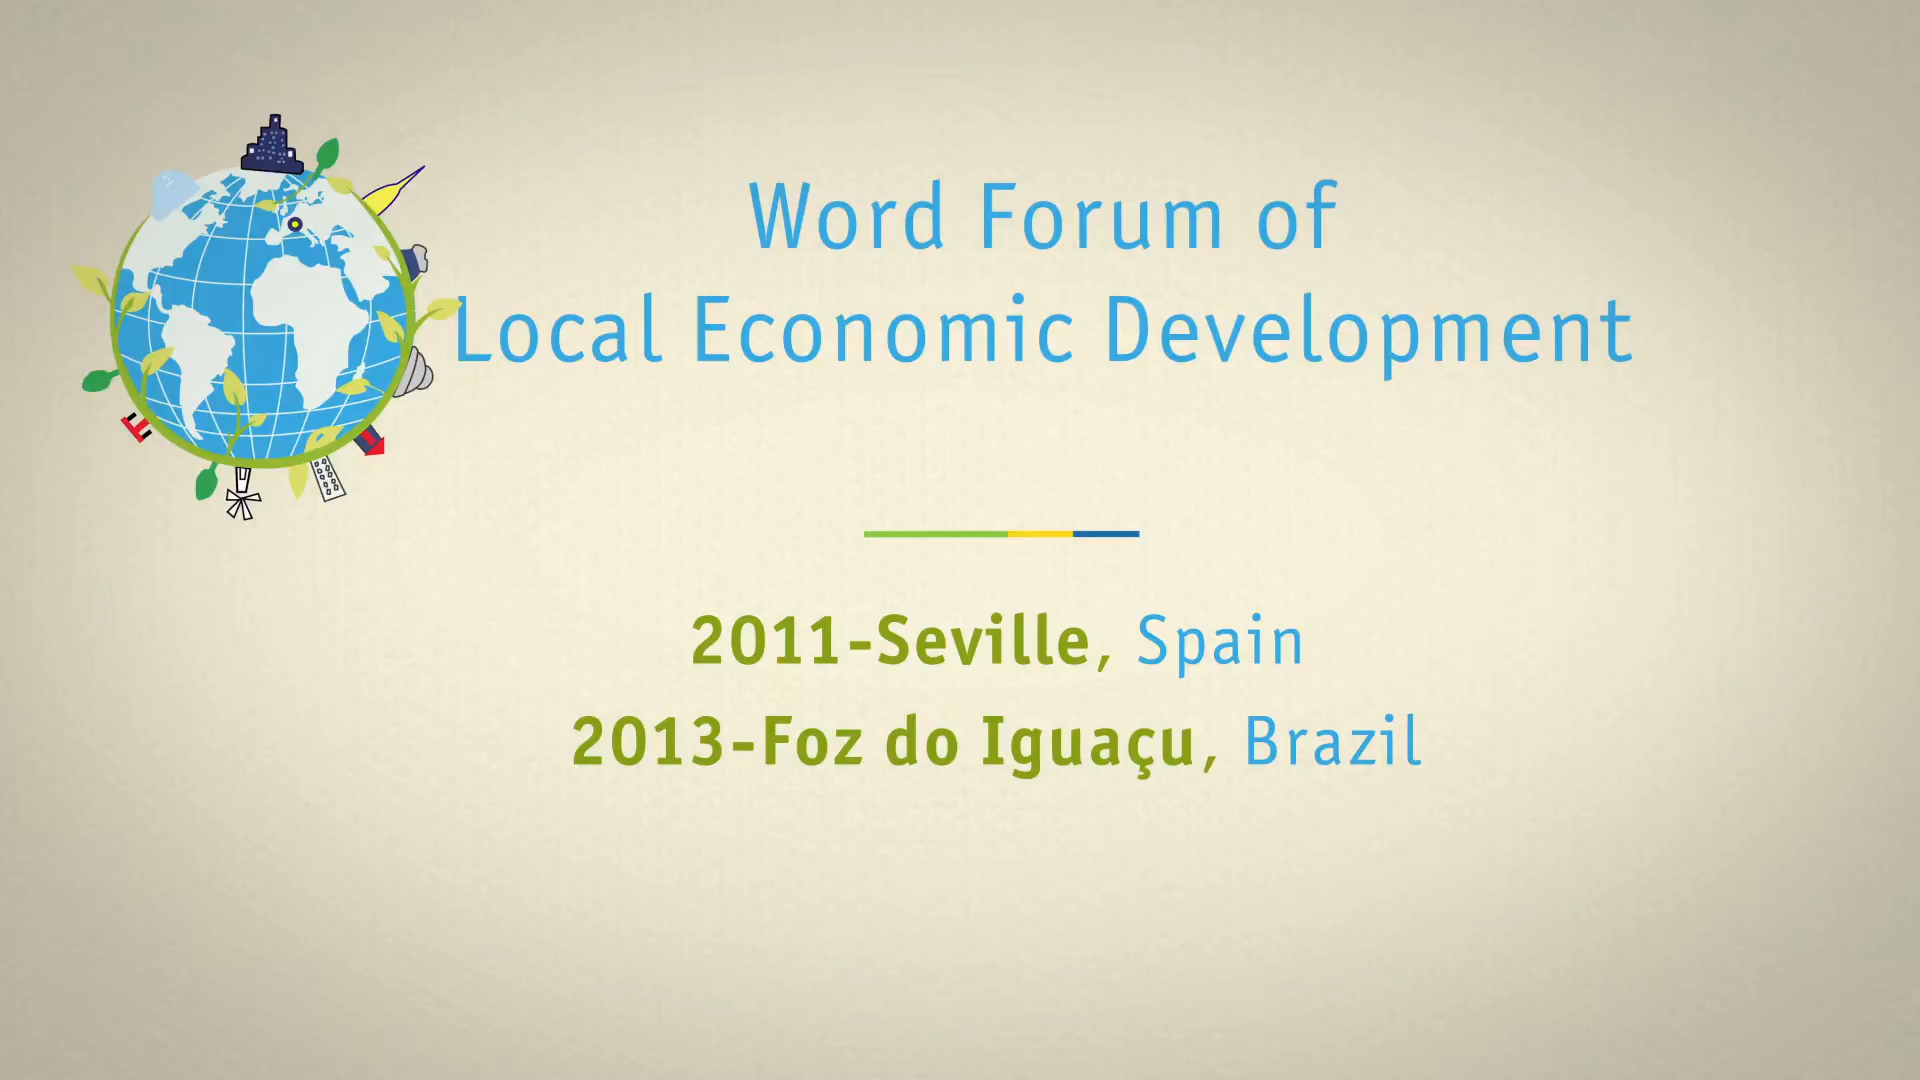 Word Forum of
Local Economic Development
2011-Seville, Spain
2013-Foz do Iguaçu, Brazil